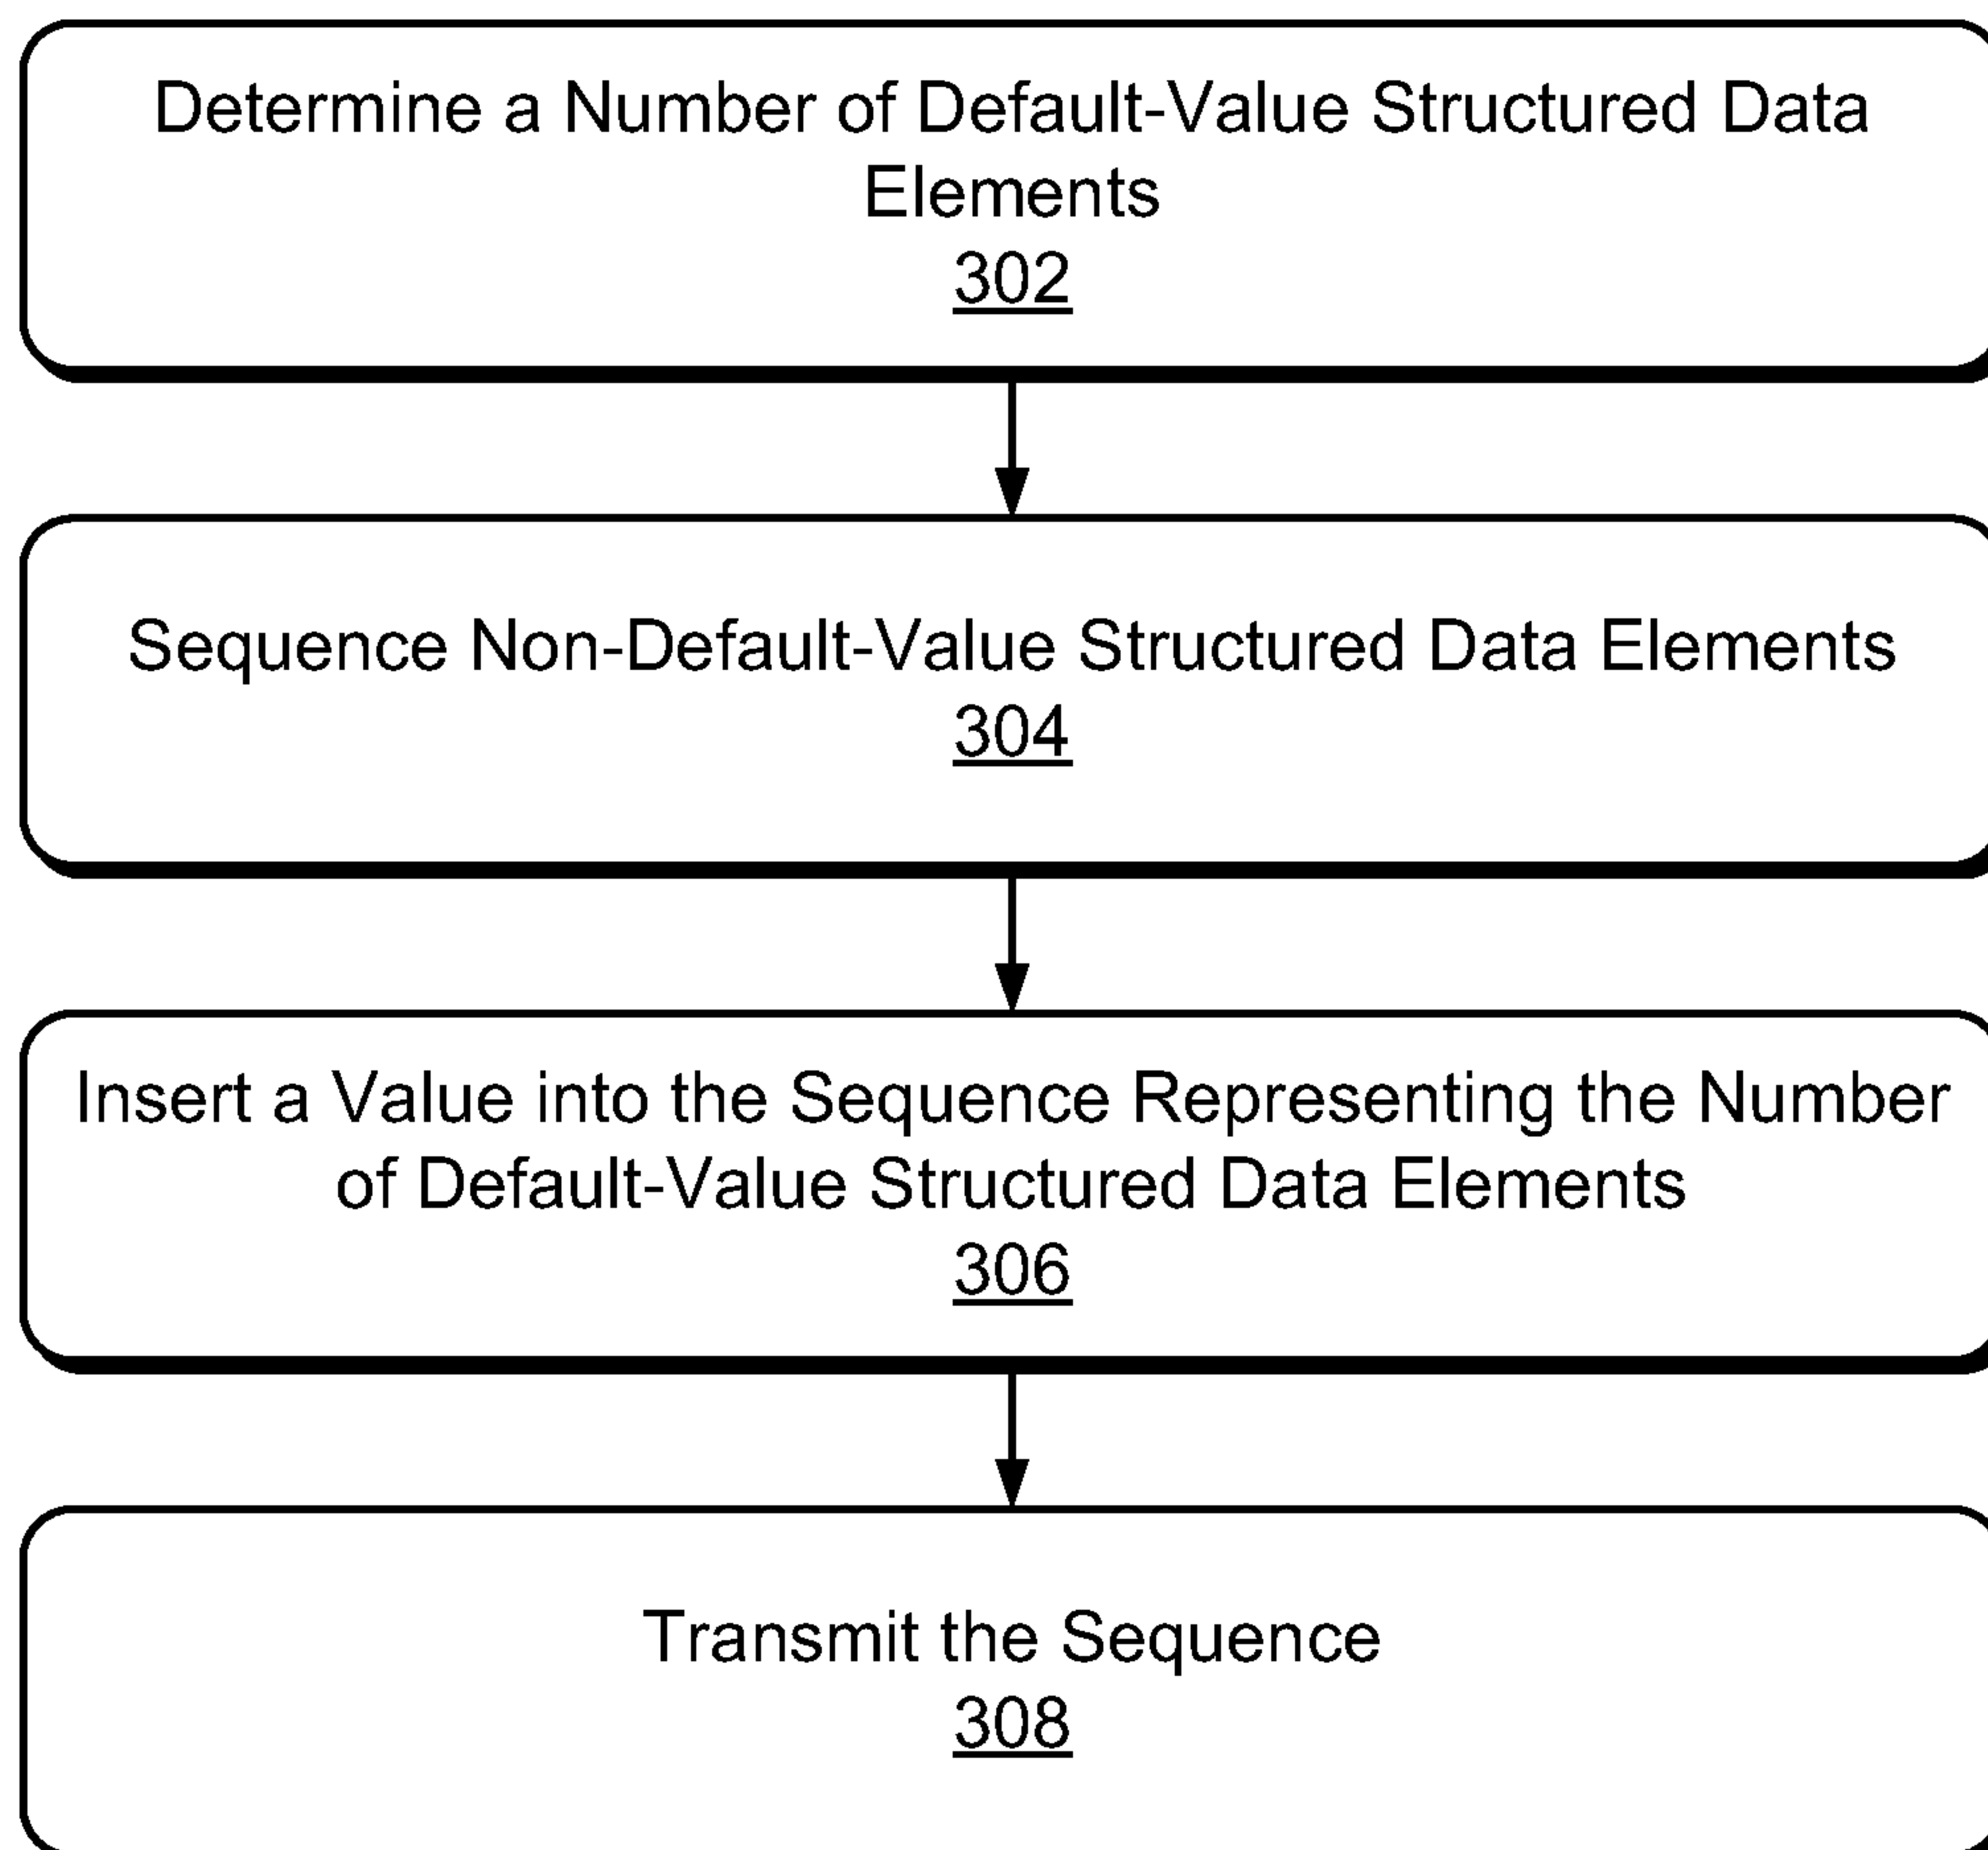 Determine a Number of Default-Value Structured Data
Elements
302
Sequence Non-Default-Value Structured Data Elements
304
Insert a Value into the Sequence Representing the Number
of Default-Value Structured Data Elements
306
Transmit the Sequence
308